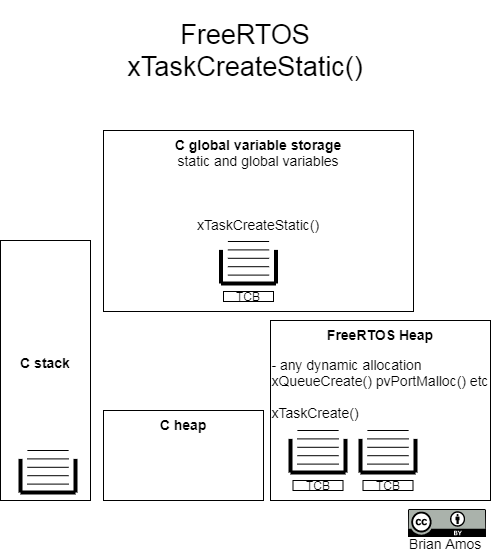 FreeRTOS
xTaskCreateStatic()
C global variable storage
static and global variables
xTaskCreateStatic()
TCB
C stack
FreeRTOS Heap
- any dynamic allocation
xQueueCreate() pvPortMalloc() etc
xTaskCreate()
TCB TCB
C heap
cc
BY
Brian Amos